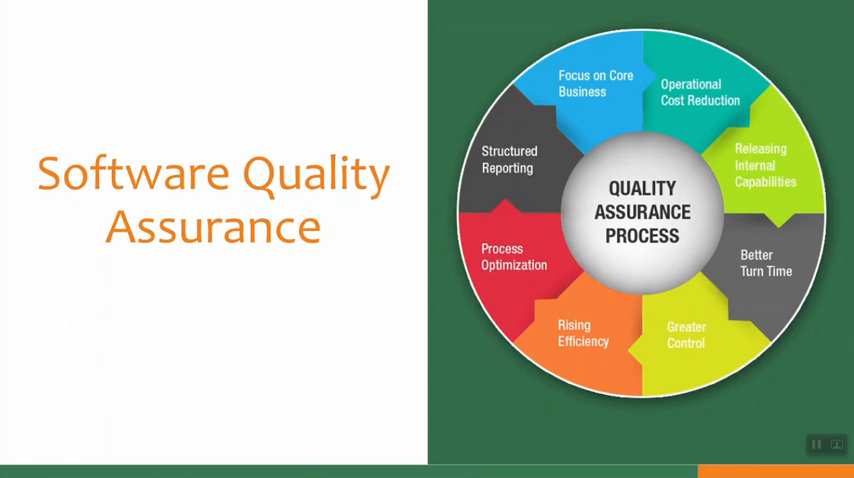 Software Quality
Assurance
QUALITY
ASSURANCE
PROCESS
Focus on Core
Business
Operational
Cost Reduction
Releasing
Internal
Capabilities
Better
Turn Time
Greater
Control
Rising
Efficiency
Process
Optimization
Structured
Reporting